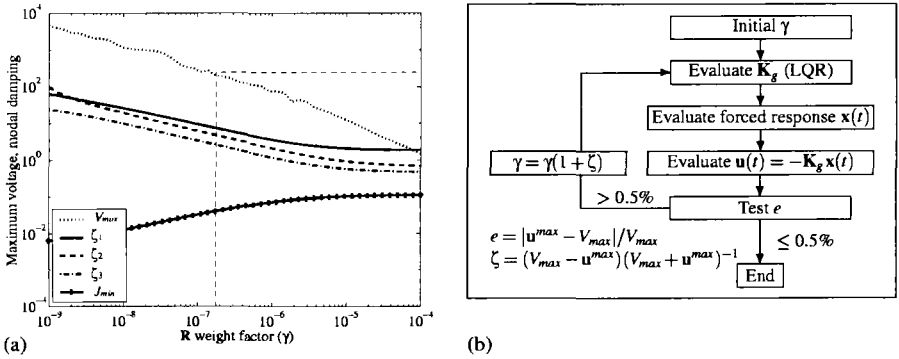 10^4
10^2
10^0
10^-2
10^-4
Maximum voltage, modal damping
V_max
ζ_1
ζ_2
ζ_3
J_min
10^-9
10^-8
10^-7
10^-6
10^-5
10^-4
R weight factor (γ)
(a)
Initial γ
Evaluate K_g (LQR)
Evaluate forced response x(t)
γ = γ(1 + ζ)
Evaluate u(t) = −K_g x(t)
> 0.5%
Test e
e = |u^max − V_max|/V_max
≤ 0.5%
ζ = (V_max − u^max)(V_max + u^max)^−1
End
(b)